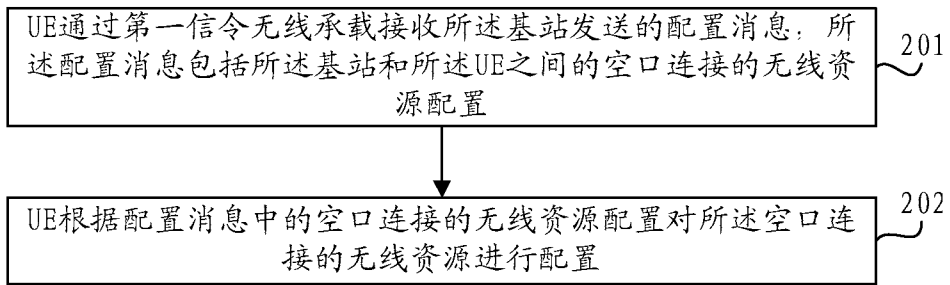 UE通过第一信令无线承载接收所述基站发送的配置消息，所
述配置消息包括所述基站和所述UE之间的空口连接的无线资
源配置
201
UE根据配置消息中的空口连接的无线资源配置对所述空口连
接的无线资源进行配置
202